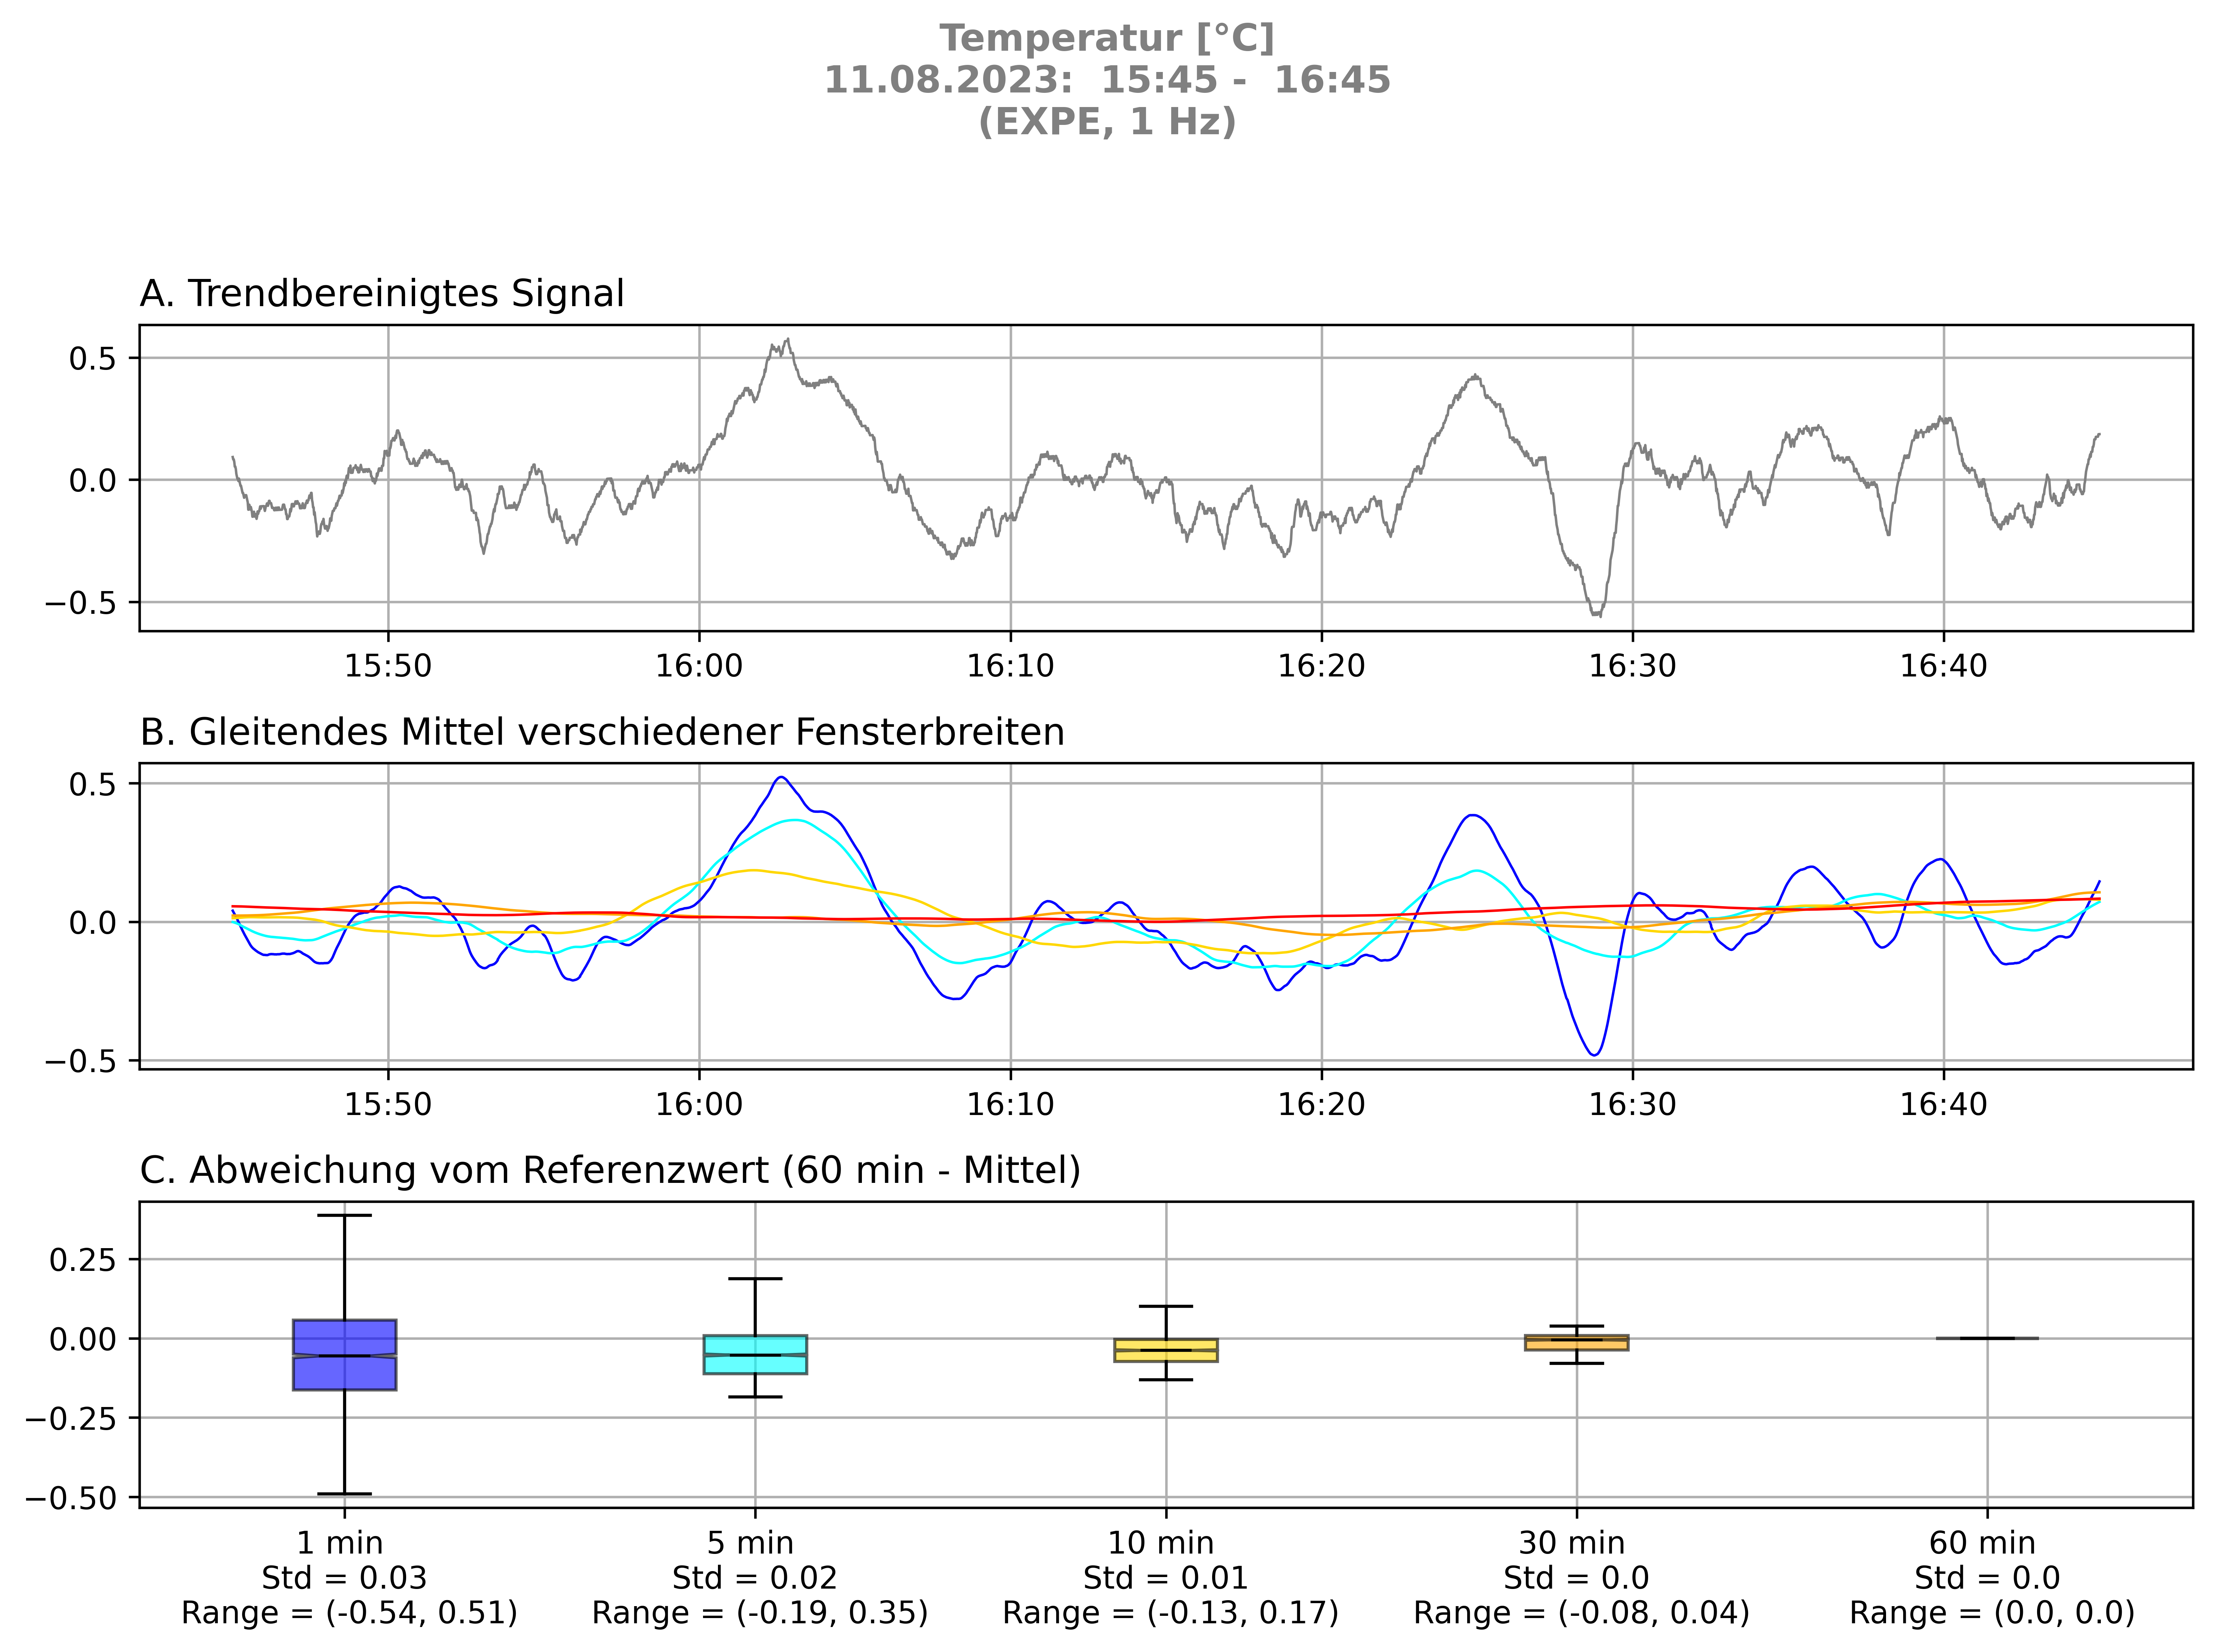 Temperatur [°C]
11.08.2023:  15:45 -  16:45
(EXPE, 1 Hz)
A. Trendbereinigtes Signal
0.5
0.0
−0.5
15:50 16:00 16:10 16:20 16:30 16:40
B. Gleitendes Mittel verschiedener Fensterbreiten
0.5
0.0
−0.5
15:50 16:00 16:10 16:20 16:30 16:40
C. Abweichung vom Referenzwert (60 min - Mittel)
0.25
0.00
−0.25
−0.50
1 min 5 min 10 min 30 min 60 min
Std = 0.03 Std = 0.02 Std = 0.01 Std = 0.0 Std = 0.0
Range = (-0.54, 0.51) Range = (-0.19, 0.35) Range = (-0.13, 0.17) Range = (-0.08, 0.04) Range = (0.0, 0.0)